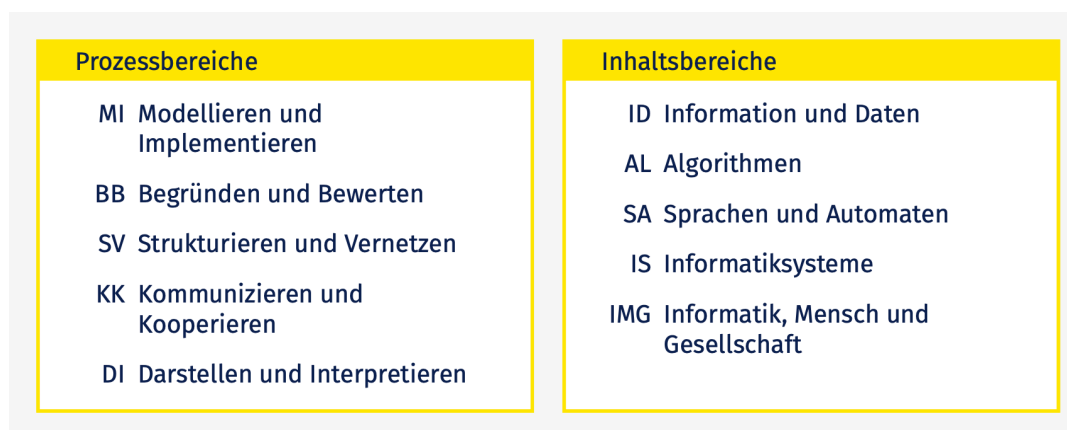 Prozessbereiche
MI Modellieren und
Implementieren
BB Begründen und Bewerten
SV Strukturieren und Vernetzen
KK Kommunizieren und
Kooperieren
DI Darstellen und Interpretieren
Inhaltsbereiche
ID Information und Daten
AL Algorithmen
SA Sprachen und Automaten
IS Informatiksysteme
IMG Informatik, Mensch und
Gesellschaft